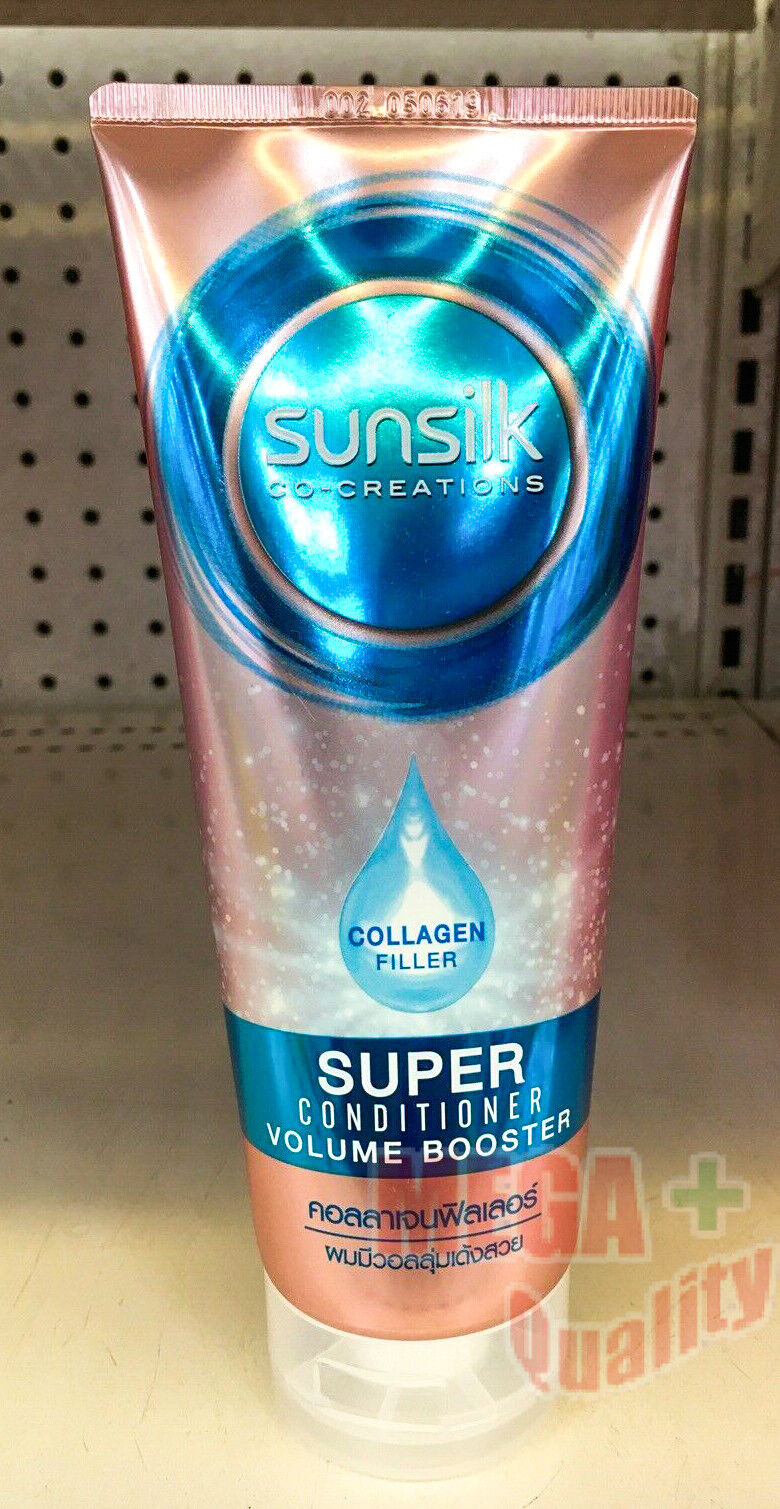 002 050619
sunsilk
CO-CREATIONS
COLLAGEN
FILLER
SUPER
CONDITIONER
VOLUME BOOSTER
คอลลาเจนฟิลเลอร์
ผมมีวอลลุ่มเด้งสวย
MEGA+
Quality